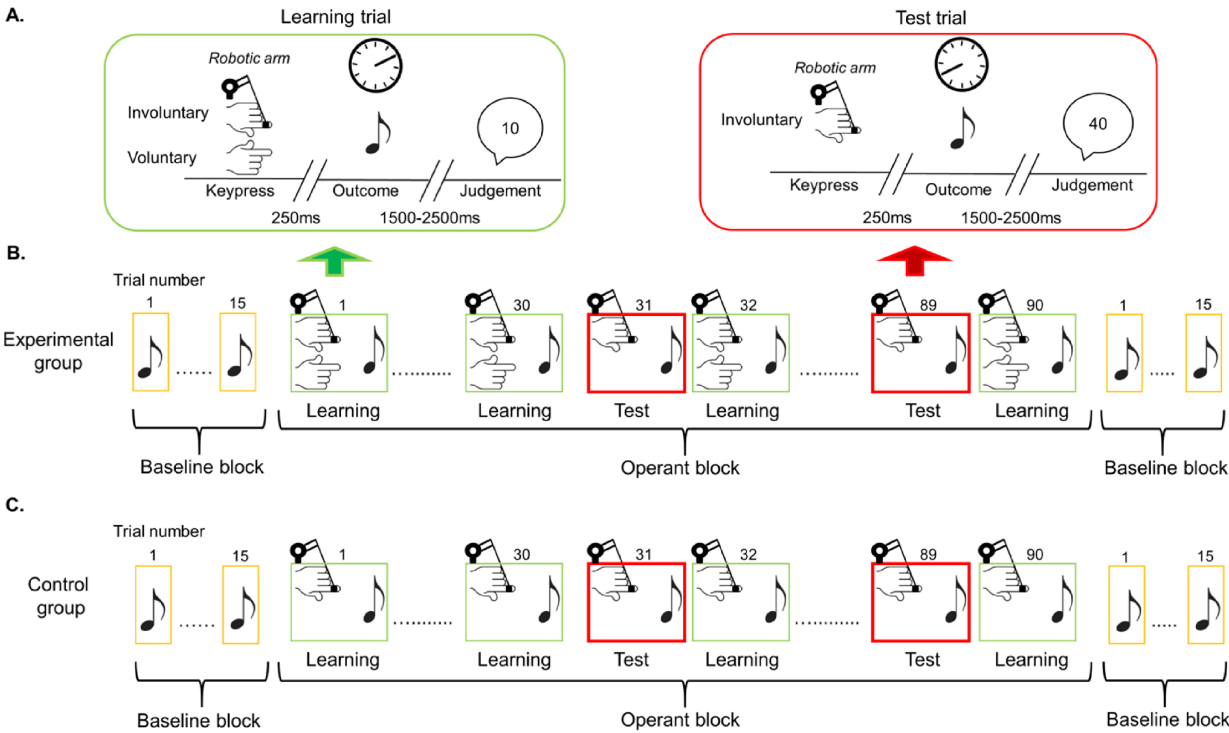 A.
Learning trial
Test trial
Robotic arm
Involuntary
Voluntary
10
Keypress Outcome Judgement
250ms 1500-2500ms
Robotic arm
Involuntary
40
Keypress Outcome Judgement
250ms 1500-2500ms
B.
Trial number
1 15 1 30 31 32 89 90 1 15
Experimental
group
...... ........... ........... .....
Learning Learning Test Learning Test Learning
Baseline block Operant block Baseline block
C.
Trial number
1 15 1 30 31 32 89 90 1 15
Control
group
...... ........... ........... .....
Learning Learning Test Learning Test Learning
Baseline block Operant block Baseline block